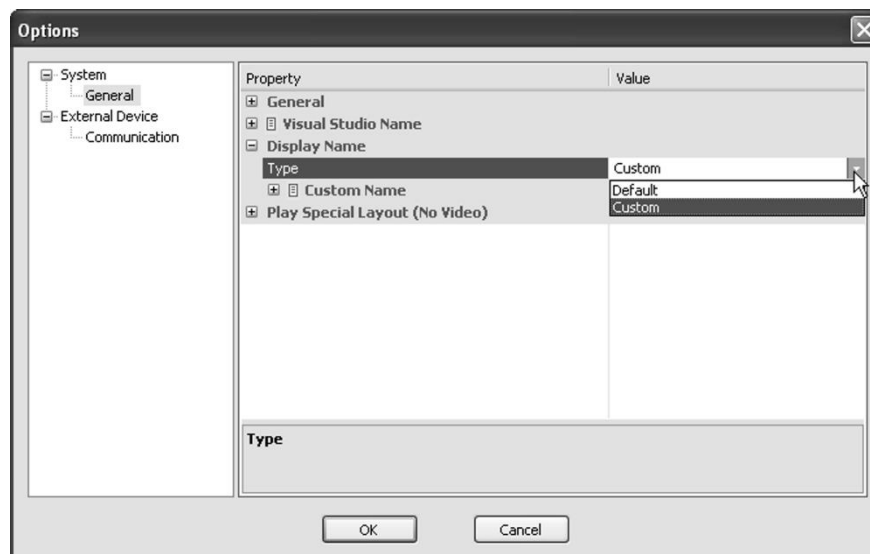 Options
System
General
External Device
Communication
Property Value
General
Visual Studio Name
Display Name
Type Custom
Default
Custom Name
Custom
Play Special Layout (No Video)
Type
OK Cancel